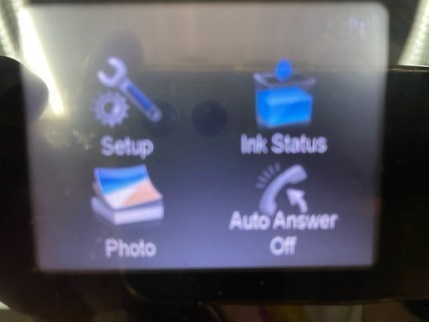 Setup
Ink Status
Photo
Auto Answer
Off